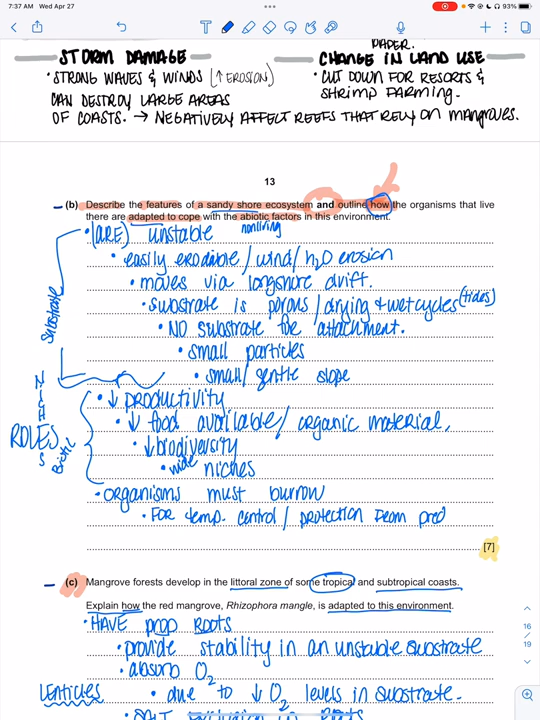 7:37 AM Wed Apr 27
93%
PAPER.
STORM DAMAGE
• STRONG WAVES & WINDS (↑ EROSION)
CAN DESTROY LARGE AREAS
OF COASTS. → NEGATIVELY AFFECT REEFS THAT RELY ON MANGROVES.
CHANGE IN LAND USE
• CUT DOWN FOR RESORTS &
SHRIMP FARMING.
13
(b) Describe the features of a sandy shore ecosystem and outline how the organisms that live
there are adapted to cope with the abiotic factors in this environment.
nonliving
• (ARE) unstable
• easily erodible / wind / H2O erosion
• moves via longshore drift.
• substrate is porous / drying & wet cycles (tides)
• NO substrate for attachment.
• small particles
• small/gentle slope
substrate
• ↓ productivity
• ↓ food available / organic material,
• ↓ biodiversity
• wide niches
NICHES
ROLES
Biotic
• organisms must burrow
• For temp. control / protection from pred
[7]
(c) Mangrove forests develop in the littoral zone of some tropical and subtropical coasts.
Explain how the red mangrove, Rhizophora mangle, is adapted to this environment.
• HAVE prop roots
• provide stability in an unstable substrate
• absorb O2
Lenticles
• due to ↓ O2 levels in substrate.
16
/
19